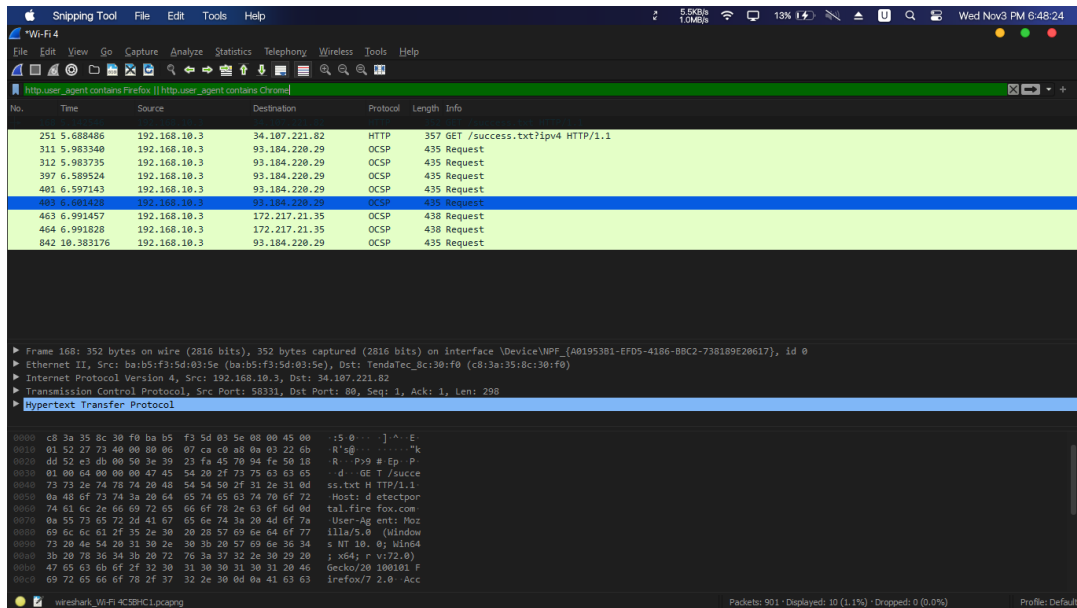 Snipping Tool File Edit Tools Help 5.5KB/s 1.0MB/s 13% U Wed Nov3 PM 6:48:24
*Wi-Fi 4
File Edit View Go Capture Analyze Statistics Telephony Wireless Tools Help
http.user_agent contains Firefox || http.user_agent contains Chrome
No. Time Source Destination Protocol Length Info
251 5.688486 192.168.10.3 34.107.221.82 HTTP 357 GET /success.txt?ipv4 HTTP/1.1
311 5.983340 192.168.10.3 93.184.220.29 OCSP 435 Request
312 5.983735 192.168.10.3 93.184.220.29 OCSP 435 Request
397 6.589524 192.168.10.3 93.184.220.29 OCSP 435 Request
401 6.597143 192.168.10.3 93.184.220.29 OCSP 435 Request
403 6.601428 192.168.10.3 93.184.220.29 OCSP 435 Request
463 6.991457 192.168.10.3 172.217.21.35 OCSP 438 Request
464 6.991828 192.168.10.3 172.217.21.35 OCSP 438 Request
842 10.383176 192.168.10.3 93.184.220.29 OCSP 435 Request
Frame 168: 352 bytes on wire (2816 bits), 352 bytes captured (2816 bits) on interface \Device\NPF_{A01953B1-EFD5-4186-BBC2-738189E20617}, id 0
Ethernet II, Src: ba:b5:f3:5d:03:5e (ba:b5:f3:5d:03:5e), Dst: TendaTec_8c:30:f0 (c8:3a:35:8c:30:f0)
Internet Protocol Version 4, Src: 192.168.10.3, Dst: 34.107.221.82
Transmission Control Protocol, Src Port: 58331, Dst Port: 80, Seq: 1, Ack: 1, Len: 298
Hypertext Transfer Protocol
0000 c8 3a 35 8c 30 f0 ba b5 f3 5d 03 5e 08 00 45 00 ·:5·0··· ·]·^··E·
0010 01 52 27 73 40 00 80 06 07 ca c0 a8 0a 03 22 6b ·R's@··· ······"k
0020 dd 52 e3 db 00 50 3e 39 23 fa 45 70 94 fe 50 18 ·R···P>9 #·Ep··P·
0030 01 00 64 00 00 00 47 45 54 20 2f 73 75 63 63 65 ··d···GE T /succe
0040 73 73 2e 74 78 74 20 48 54 54 50 2f 31 2e 31 0d ss.txt H TTP/1.1·
0050 0a 48 6f 73 74 3a 20 64 65 74 65 63 74 70 6f 72 ·Host: d etectpor
0060 74 61 6c 2e 66 69 72 65 66 6f 78 2e 63 6f 6d 0d tal.fire fox.com·
0070 0a 55 73 65 72 2d 41 67 65 6e 74 3a 20 4d 6f 7a ·User-Ag ent: Moz
0080 69 6c 6c 61 2f 35 2e 30 20 28 57 69 6e 64 6f 77 illa/5.0 (Window
0090 73 20 4e 54 20 31 30 2e 30 3b 20 57 69 6e 36 34 s NT 10. 0; Win64
00a0 3b 20 78 36 34 3b 20 72 76 3a 37 32 2e 30 29 20 ; x64; r v:72.0)
00b0 47 65 63 6b 6f 2f 32 30 31 30 30 31 30 31 20 46 Gecko/20 100101 F
00c0 69 72 65 66 6f 78 2f 37 32 2e 30 0d 0a 41 63 63 irefox/7 2.0··Acc
wireshark_Wi-Fi 4C5BHC1.pcapng Packets: 901 · Displayed: 10 (1.1%) · Dropped: 0 (0.0%) Profile: Default